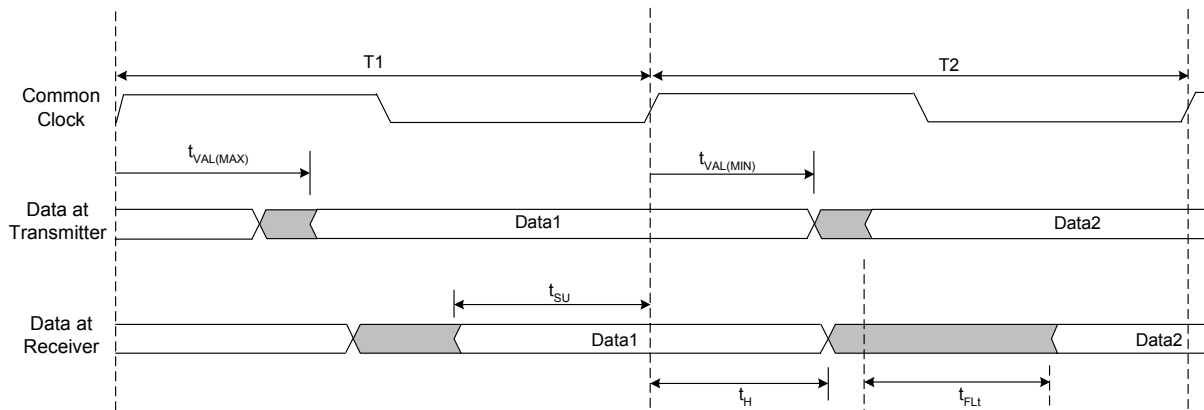 T1
T2
Common
Clock
tVAL(MAX)
tVAL(MIN)
Data at
Transmitter
Data1
Data2
tSU
Data at
Receiver
Data1
Data2
tH
tFLt